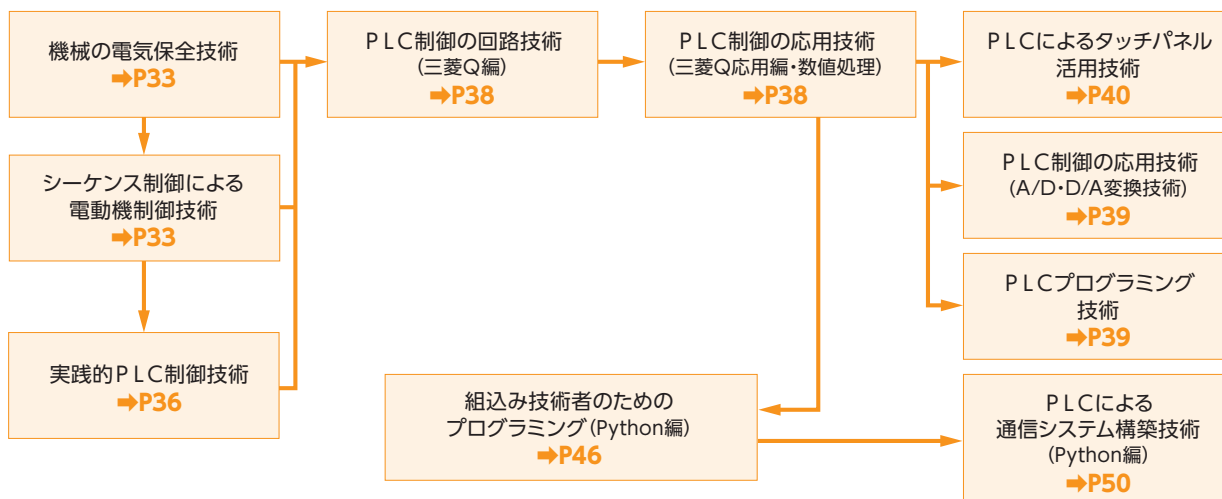 機械の電気保全技術
➡P33
シーケンス制御による
電動機制御技術
➡P33
実践的PLC制御技術
➡P36
PLC制御の回路技術
(三菱Q編)
➡P38
PLC制御の応用技術
(三菱Q応用編・数値処理)
➡P38
PLCによるタッチパネル
活用技術
➡P40
PLC制御の応用技術
(A/D・D/A変換技術)
➡P39
PLCプログラミング
技術
➡P39
組込み技術者のための
プログラミング(Python編)
➡P46
PLCによる
通信システム構築技術
(Python編)
➡P50